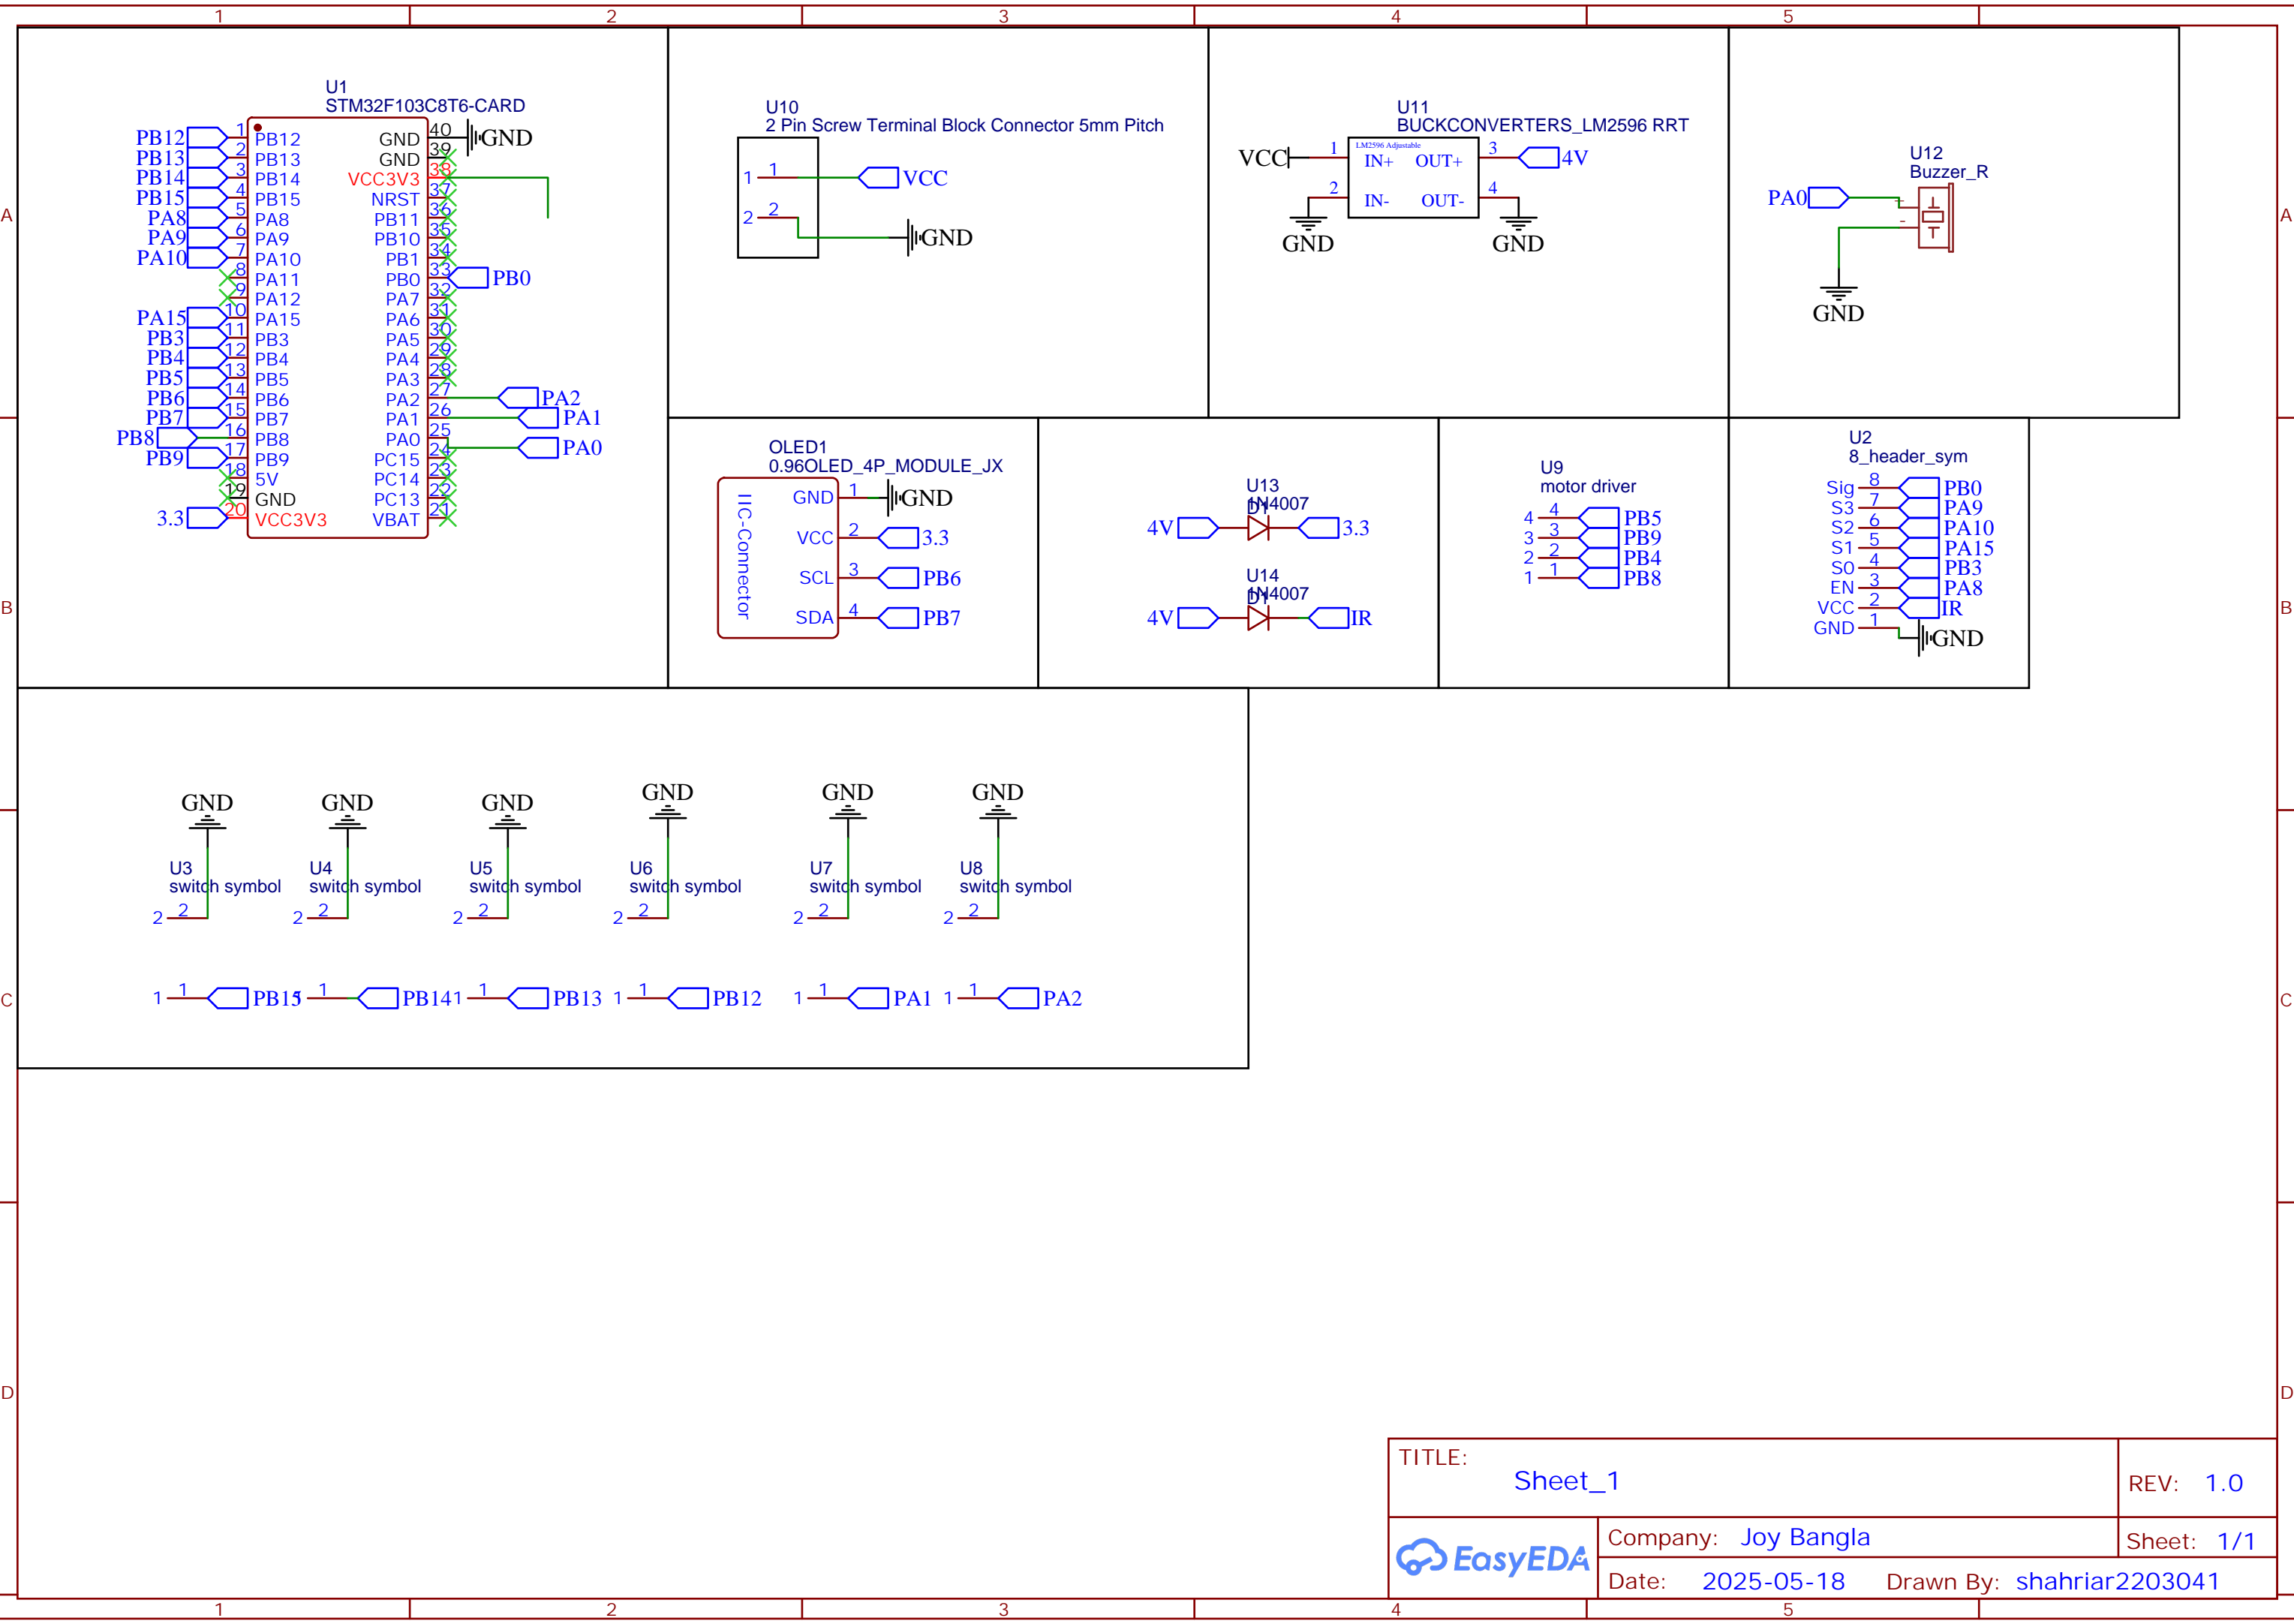 1 2 3 4 5
A A
B B
C C
D D
U1
STM32F103C8T6-CARD
PB12 1 PB12 GND 40 GND
PB13 2 PB13 GND 39
PB14 3 PB14 VCC3V3 38
PB15 4 PB15 NRST 37
PA8 5 PA8 PB11 36
PA9 6 PA9 PB10 35
PA10 7 PA10 PB1 34
8 PA11 PB0 33 PB0
9 PA12 PA7 32
PA15 10 PA15 PA6 31
PB3 11 PB3 PA5 30
PB4 12 PB4 PA4 29
PB5 13 PB5 PA3 28
PB6 14 PB6 PA2 27 PA2
PB7 15 PB7 PA1 26 PA1
PB8 16 PB8 PA0 25 PA0
PB9 17 PB9 PC15 24
18 5V PC14 23
19 GND PC13 22
3.3 20 VCC3V3 VBAT 21
U10
2 Pin Screw Terminal Block Connector 5mm Pitch
1 1 VCC
2 2 GND
U11
BUCKCONVERTERS_LM2596 RRT
LM2596 Adjustable
VCC 1 IN+ OUT+ 3 4V
2 IN- OUT- 4
GND GND
U12
Buzzer_R
PA0 +
-
GND
OLED1
0.96OLED_4P_MODULE_JX
IIC-Connector
GND 1 GND
VCC 2 3.3
SCL 3 PB6
SDA 4 PB7
U13
1N4007
D1
4V 3.3
U14
1N4007
D1
4V IR
U9
motor driver
4 4 PB5
3 3 PB9
2 2 PB4
1 1 PB8
U2
8_header_sym
Sig 8 PB0
S3 7 PA9
S2 6 PA10
S1 5 PA15
S0 4 PB3
EN 3 PA8
VCC 2 IR
GND 1 GND
GND GND GND GND GND GND
U3 U4 U5 U6 U7 U8
switch symbol switch symbol switch symbol switch symbol switch symbol switch symbol
2 2 2 2 2 2 2 2 2 2 2 2
1 1 PB15 1 1 PB14 1 1 PB13 1 1 PB12 1 1 PA1 1 1 PA2
TITLE:
Sheet_1
REV: 1.0
EasyEDA
Company: Joy Bangla
Sheet: 1/1
Date: 2025-05-18 Drawn By: shahriar2203041
1 2 3 4 5